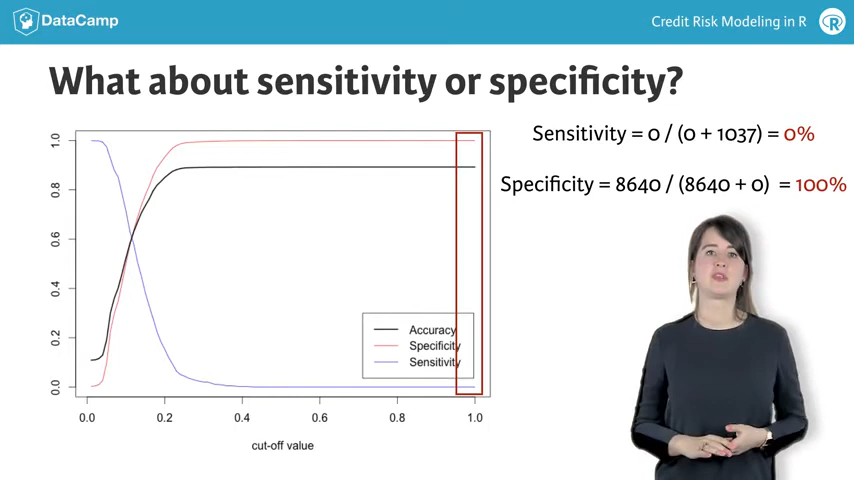 DataCamp
Credit Risk Modeling in R
R
What about sensitivity or specificity?
Sensitivity = 0 / (0 + 1037) = 0%
Specificity = 8640 / (8640 + 0) = 100%
1.0
0.8
0.6
0.4
0.2
0.0
Accuracy
Specificity
Sensitivity
0.0 0.2 0.4 0.6 0.8 1.0
cut-off value